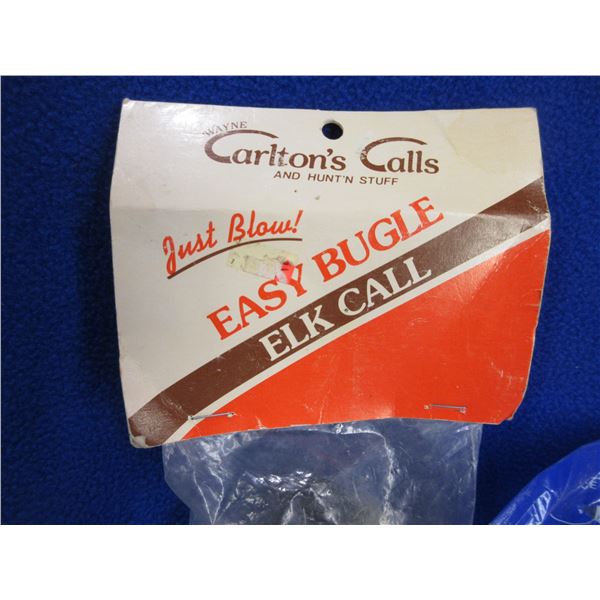 WAYNE
Carlton's Calls
AND HUNT'N STUFF
Just Blow!
EASY BUGLE
ELK CALL